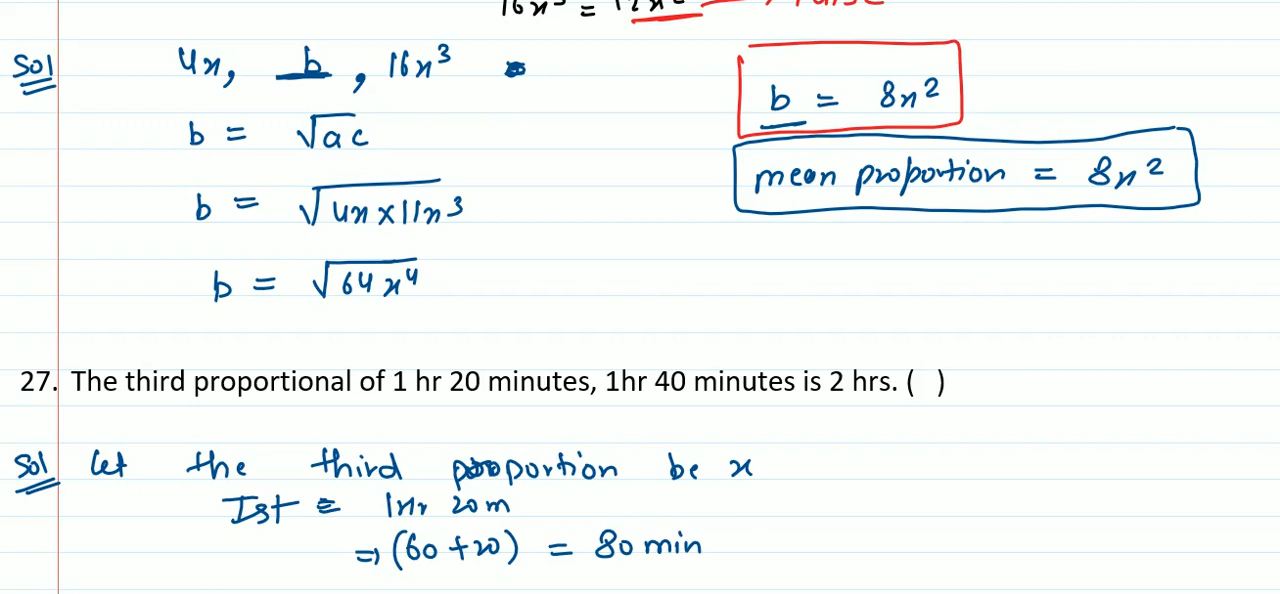 16x³ = 
Sol 4x, b, 16x³
b = √ac
b = √4x×11x³
b = √64x⁴
b = 8x²
mean proportion = 8x²
27. The third proportional of 1 hr 20 minutes, 1hr 40 minutes is 2 hrs. ( )
Sol let the third proportion be x
Ist = 1hr 20m
⇒ (60+20) = 80 min